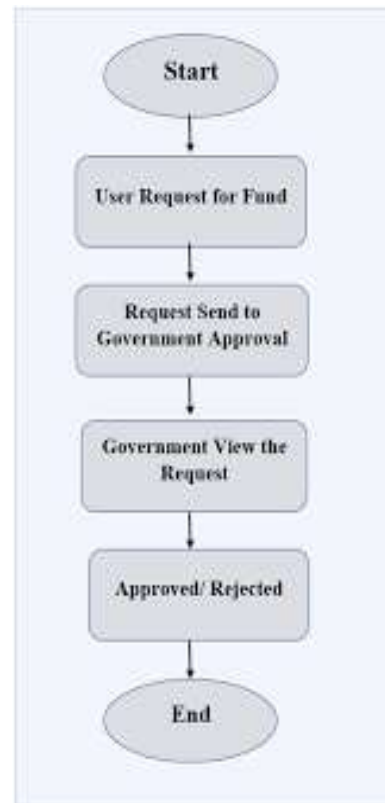 Start
User Request for Fund
Request Send to
Government Approval
Government View the
Request
Approved/ Rejected
End